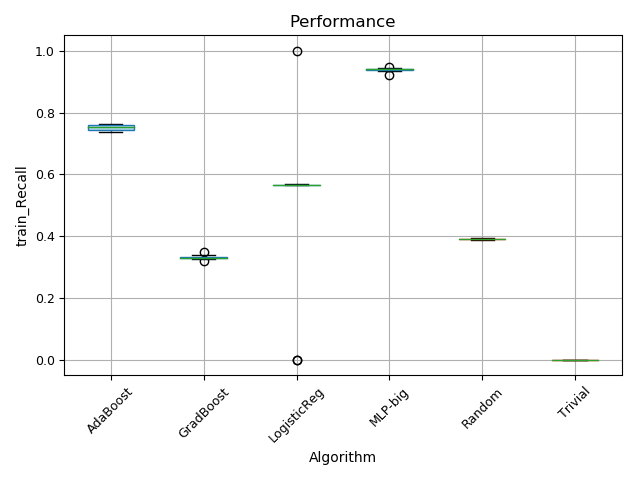 Performance
1.0
0.8
0.6
0.4
0.2
0.0
train_Recall
AdaBoost
GradBoost
LogisticReg
MLP-big
Random
Trivial
Algorithm